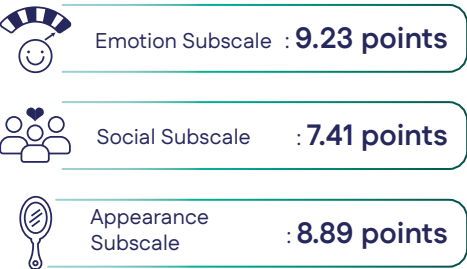 Emotion Subscale : 9.23 points
Social Subscale : 7.41 points
Appearance
Subscale : 8.89 points